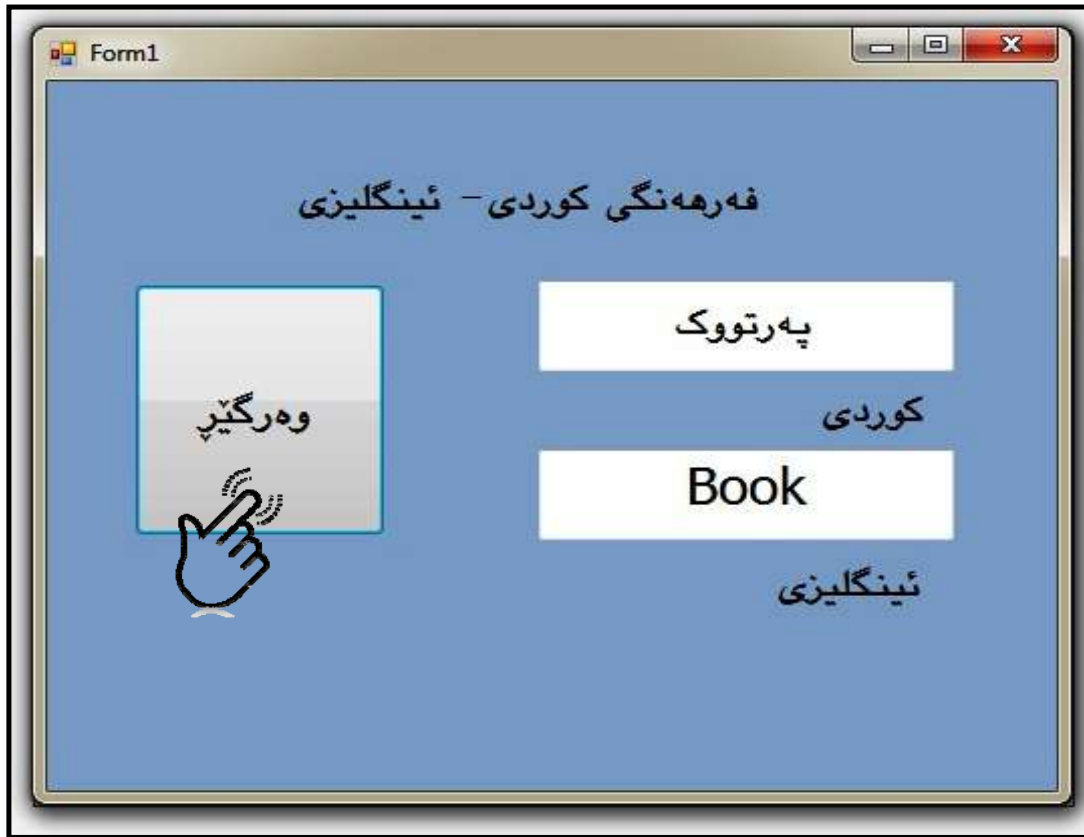 Form1
فەرهەنگی کوردی- ئینگلیزی
پەرتووک
وەرگێڕ
کوردی
Book
ئینگلیزی